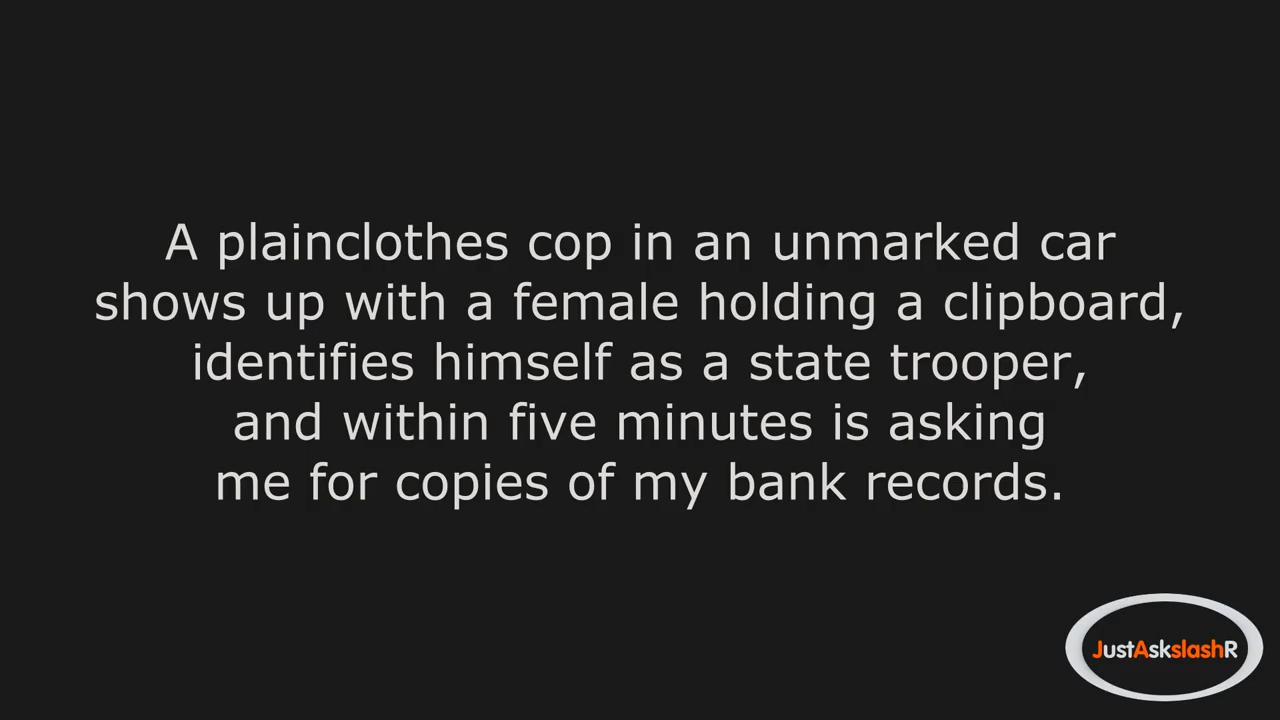 A plainclothes cop in an unmarked car
shows up with a female holding a clipboard,
identifies himself as a state trooper,
and within five minutes is asking
me for copies of my bank records.
JustAskslashR